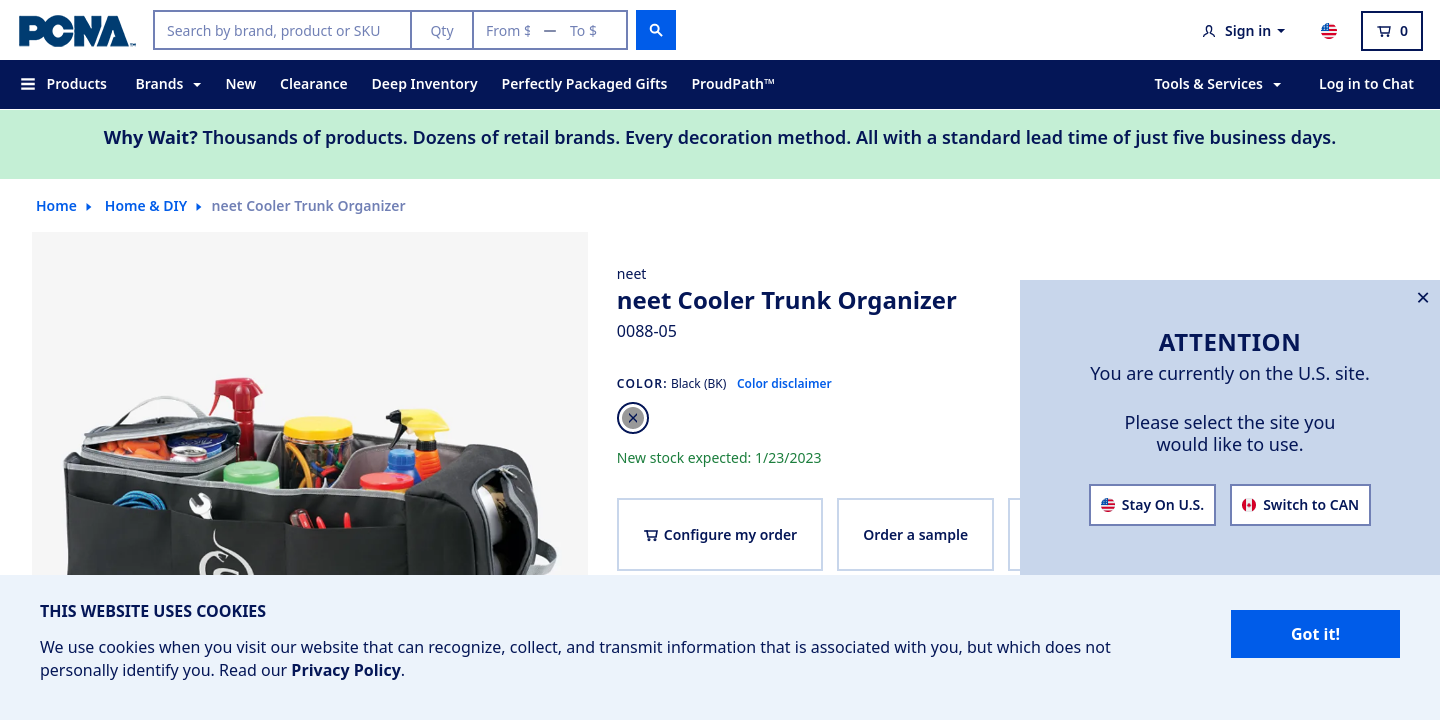 PCNA™
Search by brand, product or SKU
Qty
From $ — To $
Sign in
0
Products
Brands
New
Clearance
Deep Inventory
Perfectly Packaged Gifts
ProudPath™
Tools & Services
Log in to Chat
Why Wait? Thousands of products. Dozens of retail brands. Every decoration method. All with a standard lead time of just five business days.
Home
Home & DIY
neet Cooler Trunk Organizer
neet
neet Cooler Trunk Organizer
0088-05
COLOR: Black (BK) Color disclaimer
New stock expected: 1/23/2023
Configure my order
Order a sample
ATTENTION
You are currently on the U.S. site.
Please select the site you
would like to use.
Stay On U.S.
Switch to CAN
THIS WEBSITE USES COOKIES
We use cookies when you visit our website that can recognize, collect, and transmit information that is associated with you, but which does not
personally identify you. Read our Privacy Policy.
Got it!